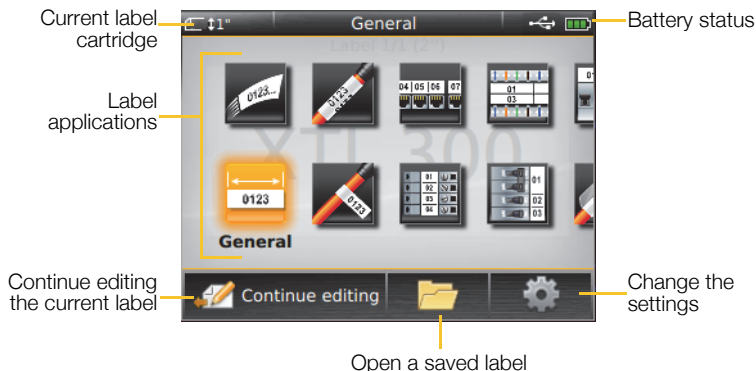 Current label
cartridge
1"
General
Battery status
Label 1/1 (2")
Label
applications
0123...
0123
04 05 06 07
01
03
XTL 300
0123
0123
01
02
03
04
01
02
03
General
Continue editing
the current label
Continue editing
Change the
settings
Open a saved label